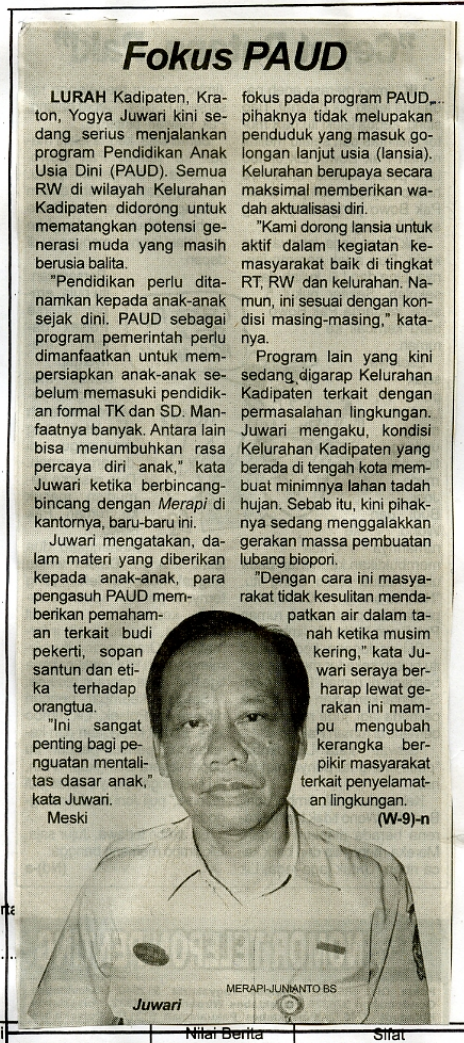 Fokus PAUD
LURAH Kadipaten, Kra-
ton, Yogya Juwari kini se-
dang serius menjalankan
program Pendidikan Anak
Usia Dini (PAUD). Semua
RW di wilayah Kelurahan
Kadipaten didorong untuk
mematangkan potensi ge-
nerasi muda yang masih
berusia balita.
"Pendidikan perlu dita-
namkan kepada anak-anak
sejak dini. PAUD sebagai
program pemerintah perlu
dimanfaatkan untuk mem-
persiapkan anak-anak se-
belum memasuki pendidik-
an formal TK dan SD. Man-
faatnya banyak. Antara lain
bisa menumbuhkan rasa
percaya diri anak," kata
Juwari ketika berbincang-
bincang dengan Merapi di
kantornya, baru-baru ini.
Juwari mengatakan, da-
lam materi yang diberikan
kepada anak-anak, para
pengasuh PAUD mem-
berikan pemaham-
an terkait budi
pekerti, sopan
santun dan eti-
ka terhadap
orangtua.
"Ini sangat
penting bagi pe-
nguatan mentali-
tas dasar anak,"
kata Juwari.
Meski
fokus pada program PAUD,
pihaknya tidak melupakan
penduduk yang masuk go-
longan lanjut usia (lansia).
Kelurahan berupaya secara
maksimal memberikan wa-
dah aktualisasi diri.
"Kami dorong lansia untuk
aktif dalam kegiatan ke-
masyarakat baik di tingkat
RT, RW dan kelurahan. Na-
mun, ini sesuai dengan kon-
disi masing-masing," kata-
nya.
Program lain yang kini
sedang digarap Kelurahan
Kadipaten terkait dengan
permasalahan lingkungan.
Juwari mengaku, kondisi
Kelurahan Kadipaten yang
berada di tengah kota mem-
buat minimnya lahan tadah
hujan. Sebab itu, kini pihak-
nya sedang menggalakkan
gerakan massa pembuatan
lubang biopori.
"Dengan cara ini masya-
rakat tidak kesulitan menda-
patkan air dalam ta-
nah ketika musim
kering," kata Ju-
wari seraya ber-
harap lewat ge-
rakan ini mam-
pu mengubah
kerangka ber-
pikir masyarakat
terkait penyelamat-
an lingkungan.
(W-9)-n
MERAPI-JUNIANTO BS
Juwari
Nilai Berita
Sifat